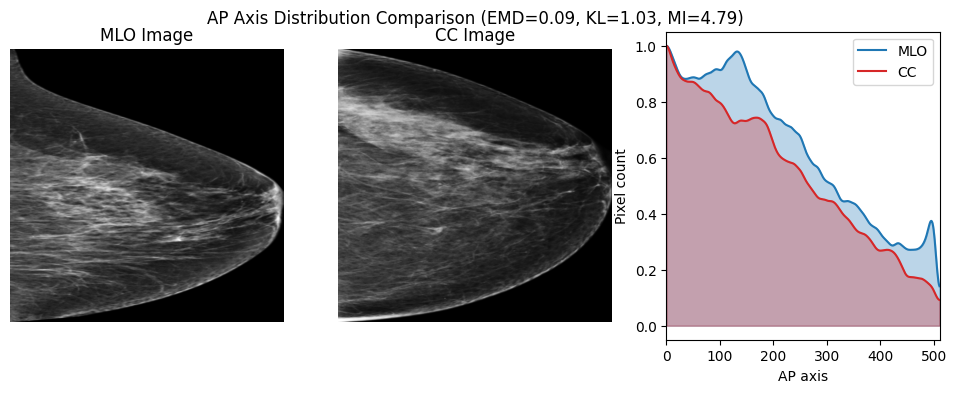 AP Axis Distribution Comparison (EMD=0.09, KL=1.03, MI=4.79)
MLO Image
CC Image
MLO
CC
Pixel count
1.0
0.8
0.6
0.4
0.2
0.0
0 100 200 300 400 500
AP axis